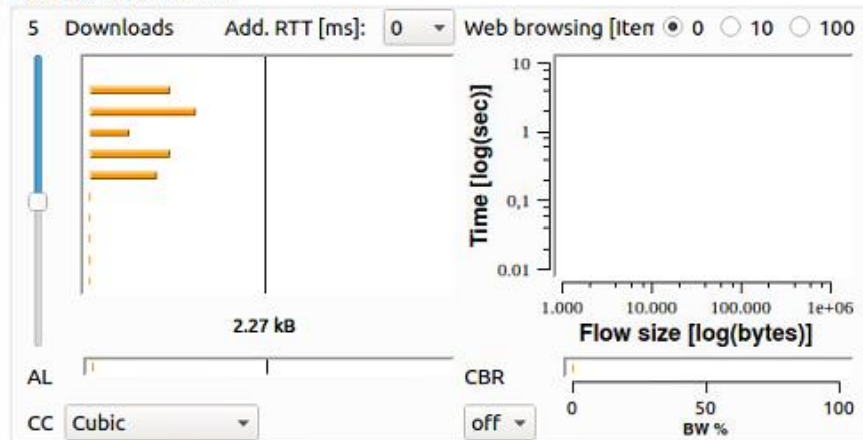 5 Downloads Add. RTT [ms]: 0 Web browsing [Iten 0 10 100
10
1
0,1
0.01
Time [log(sec)]
1.000 10.000 100.000 1e+06
Flow size [log(bytes)]
2.27 kB
AL
CBR
0 50 100
BW %
CC Cubic
off